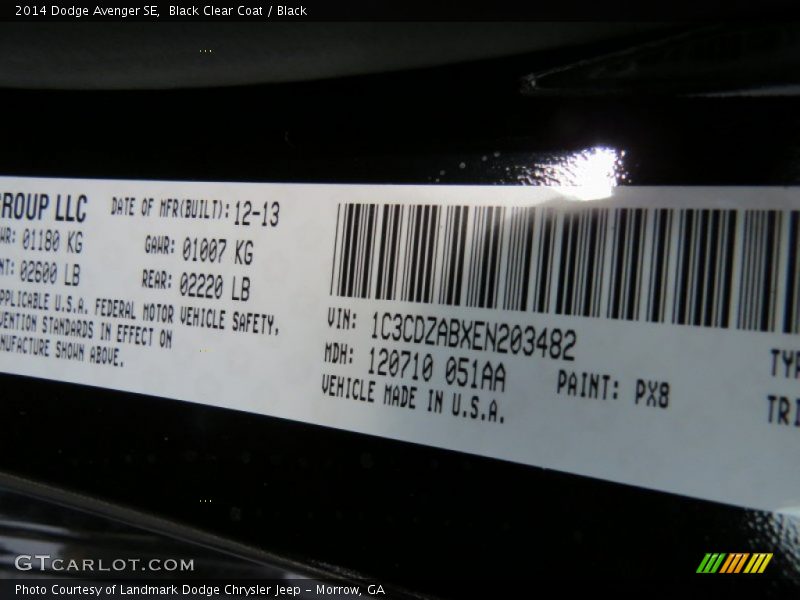 2014 Dodge Avenger SE,  Black Clear Coat / Black
ROUP LLC
DATE OF MFR(BUILT): 12-13
WR: 01180 KG
GAWR: 01007 KG
NT: 02600 LB
REAR: 02220 LB
PPLICABLE U.S.A. FEDERAL MOTOR VEHICLE SAFETY,
VENTION STANDARDS IN EFFECT ON
NUFACTURE SHOWN ABOVE.
VIN: 1C3CDZABXEN203482
MDH: 120710 051AA
PAINT: PX8
VEHICLE MADE IN U.S.A.
TYP
TRI
GTCARLOT.COM
Photo Courtesy of Landmark Dodge Chrysler Jeep - Morrow, GA